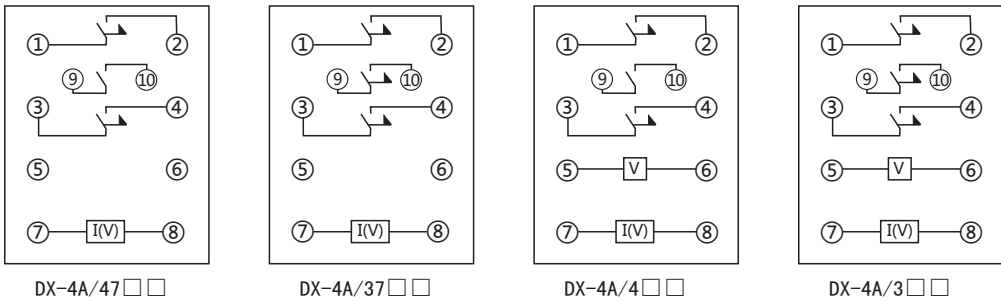 ① ② ① ② ① ② ① ②
⑨ ⑩ ⑨ ⑩ ⑨ ⑩ ⑨ ⑩
③ ④ ③ ④ ③ ④ ③ ④
⑤ ⑥ ⑤ ⑥ ⑤ V ⑥ ⑤ V ⑥
⑦ I(V) ⑧ ⑦ I(V) ⑧ ⑦ I(V) ⑧ ⑦ I(V) ⑧
DX-4A/47□□ DX-4A/37□□ DX-4A/4□□ DX-4A/3□□